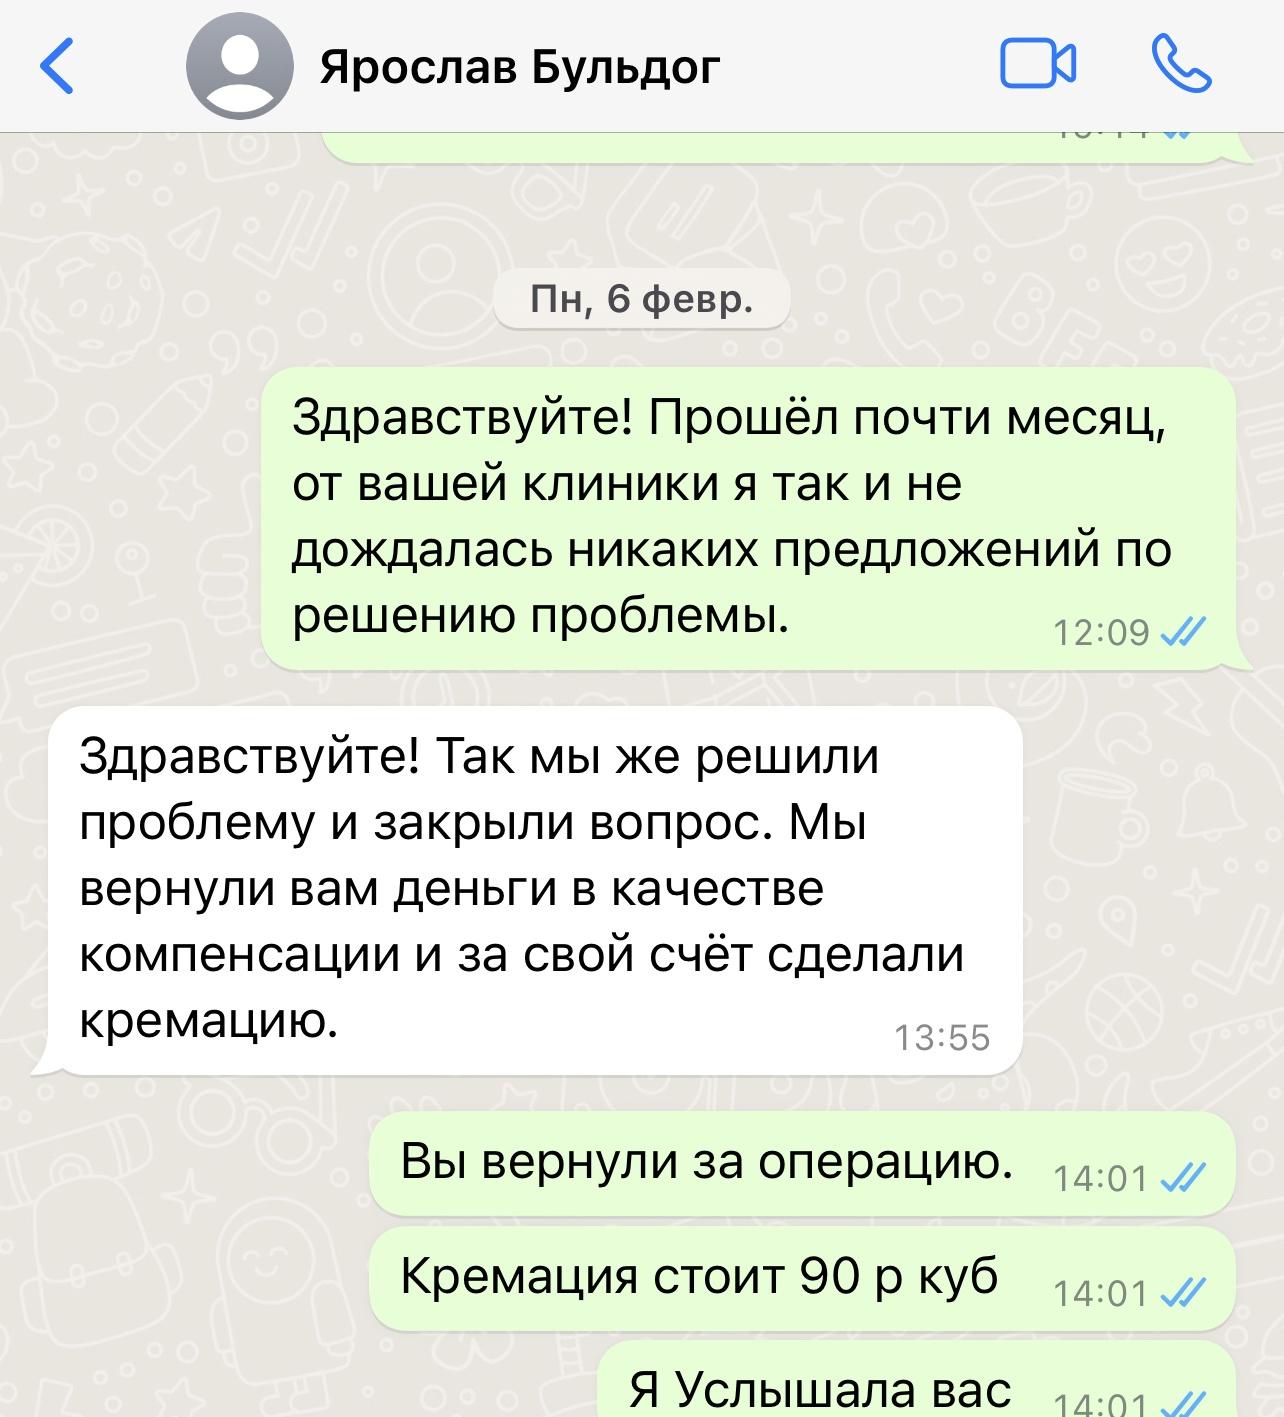 Ярослав Бульдог
Пн, 6 февр.
Здравствуйте! Прошёл почти месяц,
от вашей клиники я так и не
дождалась никаких предложений по
решению проблемы.
12:09
Здравствуйте! Так мы же решили
проблему и закрыли вопрос. Мы
вернули вам деньги в качестве
компенсации и за свой счёт сделали
кремацию.
13:55
Вы вернули за операцию. 14:01
Кремация стоит 90 р куб 14:01
Я Услышала вас 14:01